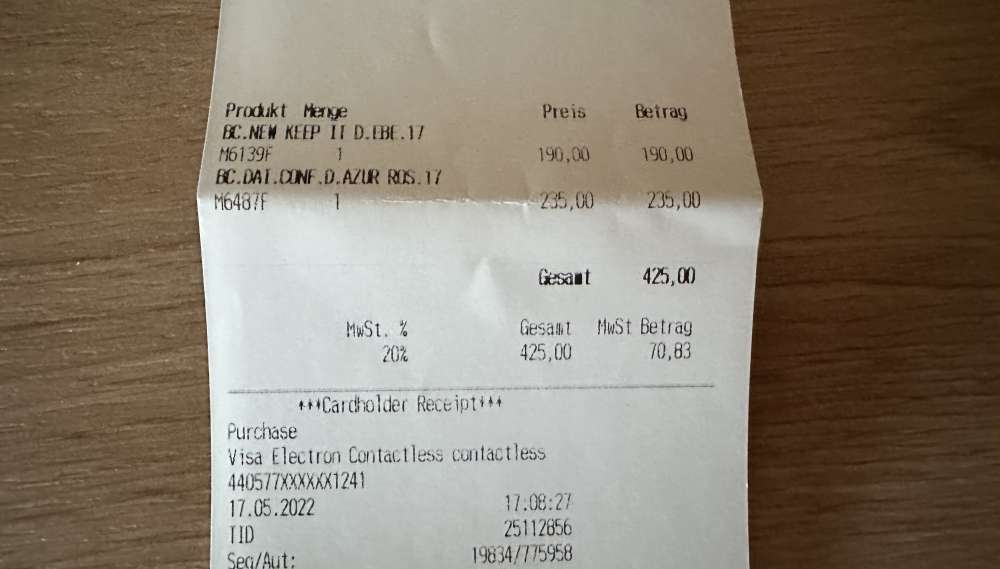 Produkt Menge Preis Betrag
BC.NEW KEEP IT D.EBE.17
M6139F 1 190,00 190,00
BC.DAI.CONF.D.AZUR ROS.17
M6487F 1 235,00 235,00
Gesamt 425,00
MwSt. % Gesamt MwSt Betrag
20% 425,00 70,83
***Cardholder Receipt***
Purchase
Visa Electron Contactless contactless
440577XXXXXX1241
17.05.2022 17:08:27
TID 25112856
Seq/Aut: 19834/775958